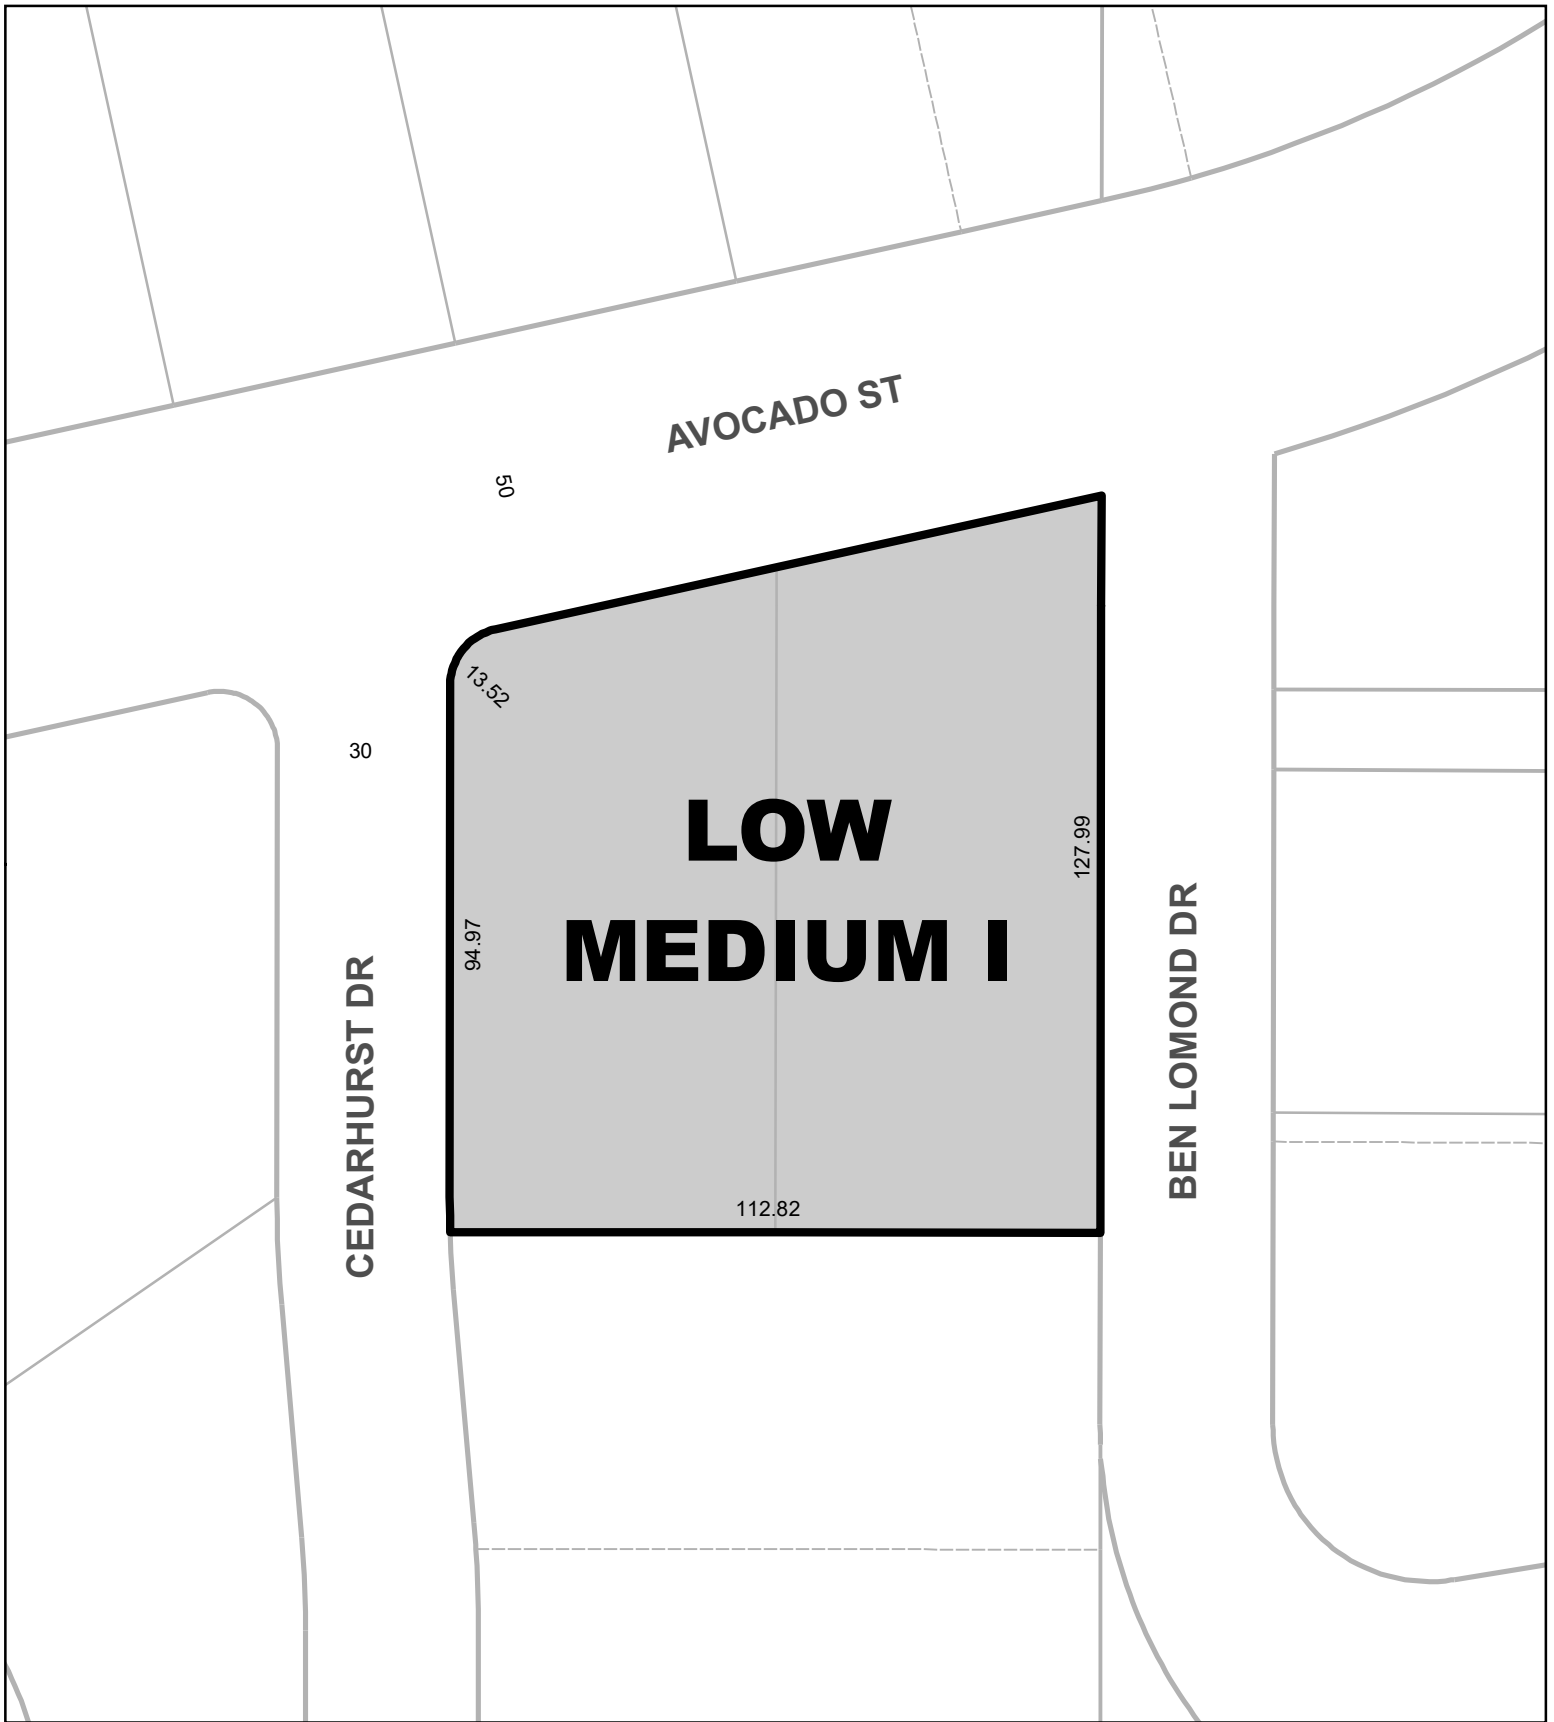 AVOCADO ST
50
13.52
30
LOW
MEDIUM I
127.99
94.97
CEDARHURST DR
BEN LOMOND DR
112.82